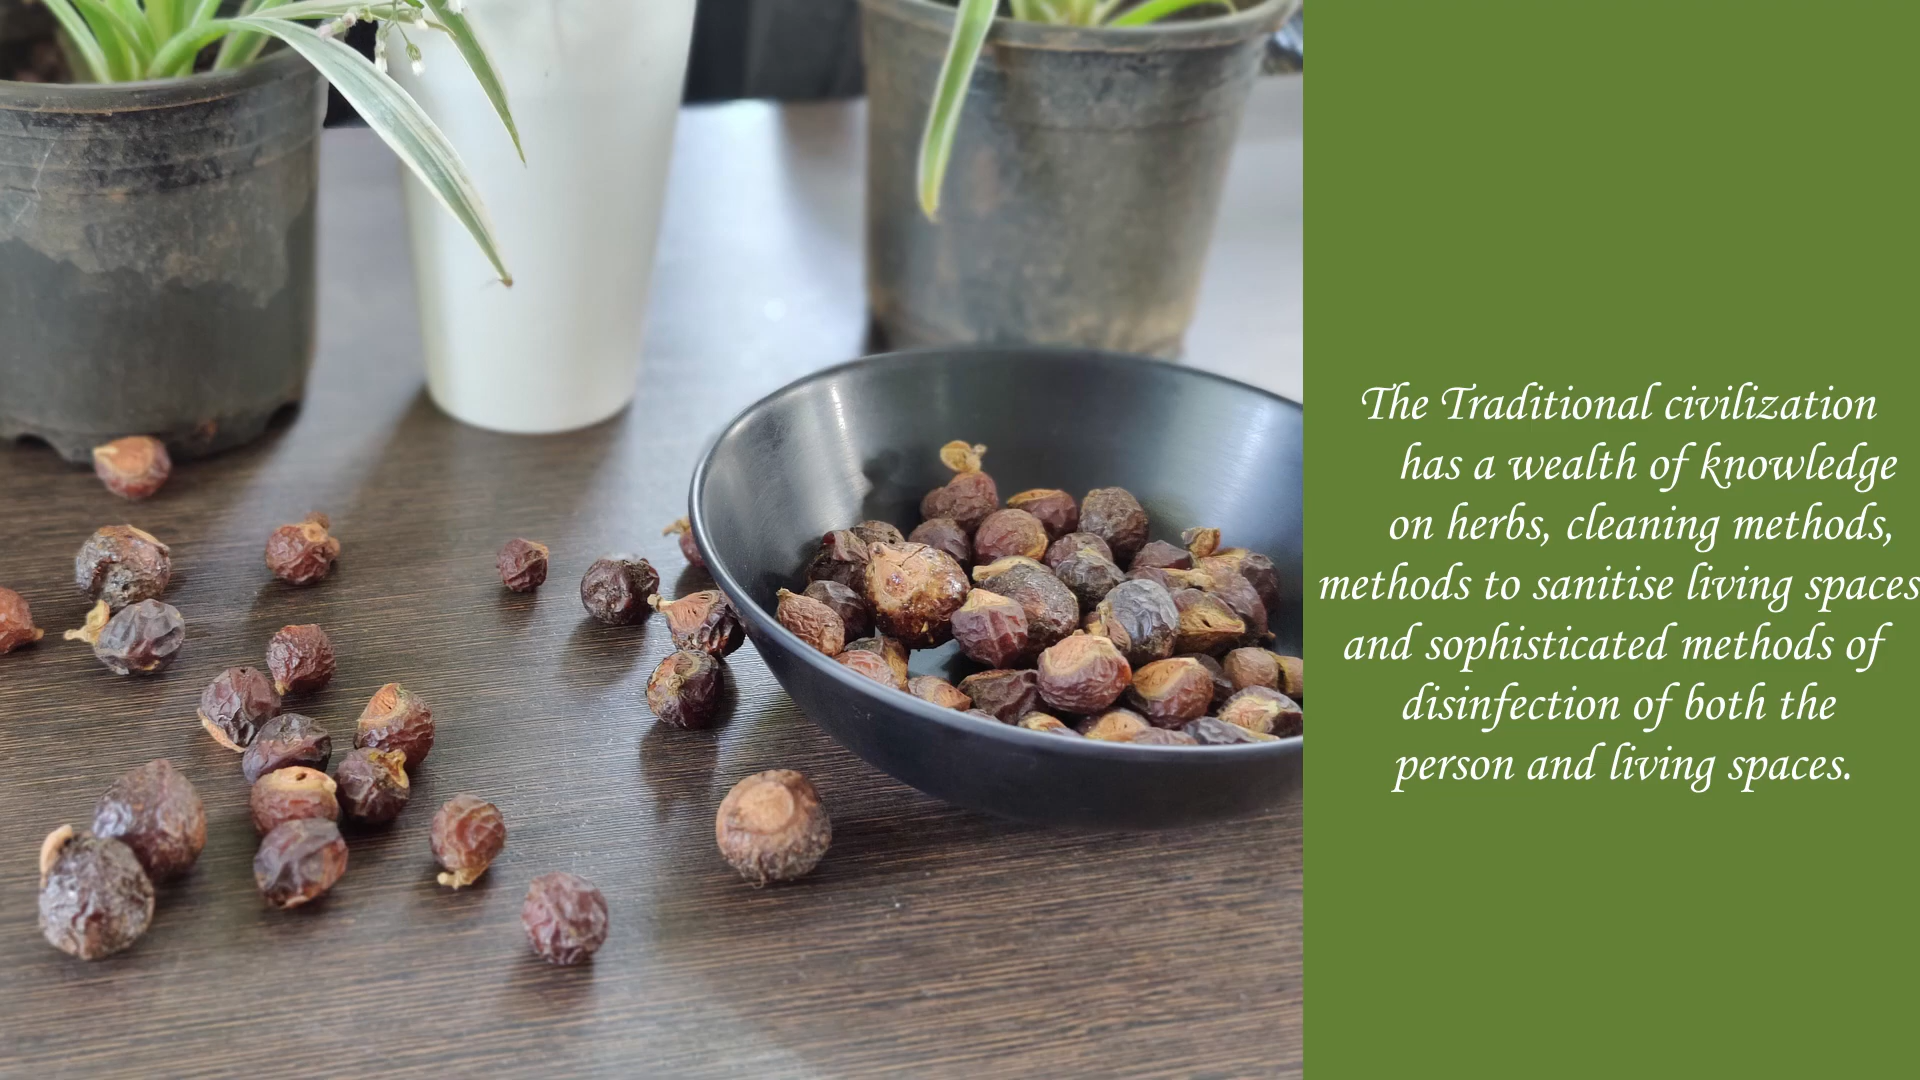 The Traditional civilization
has a wealth of knowledge
on herbs, cleaning methods,
methods to sanitise living spaces
and sophisticated methods of
disinfection of both the
person and living spaces.